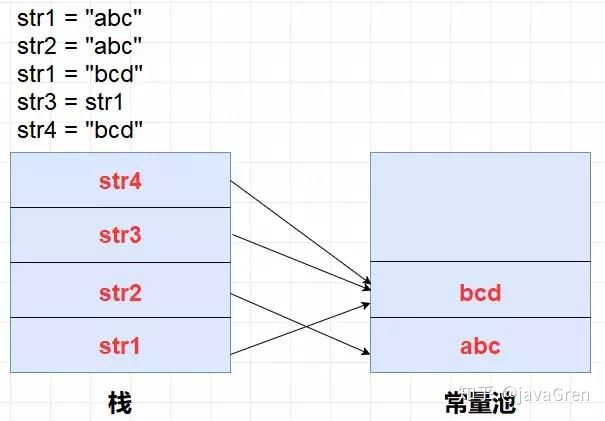 str1 = "abc"
str2 = "abc"
str1 = "bcd"
str3 = str1
str4 = "bcd"
str4
str3
str2
str1
bcd
abc
栈
常量池
知乎 @javaGren